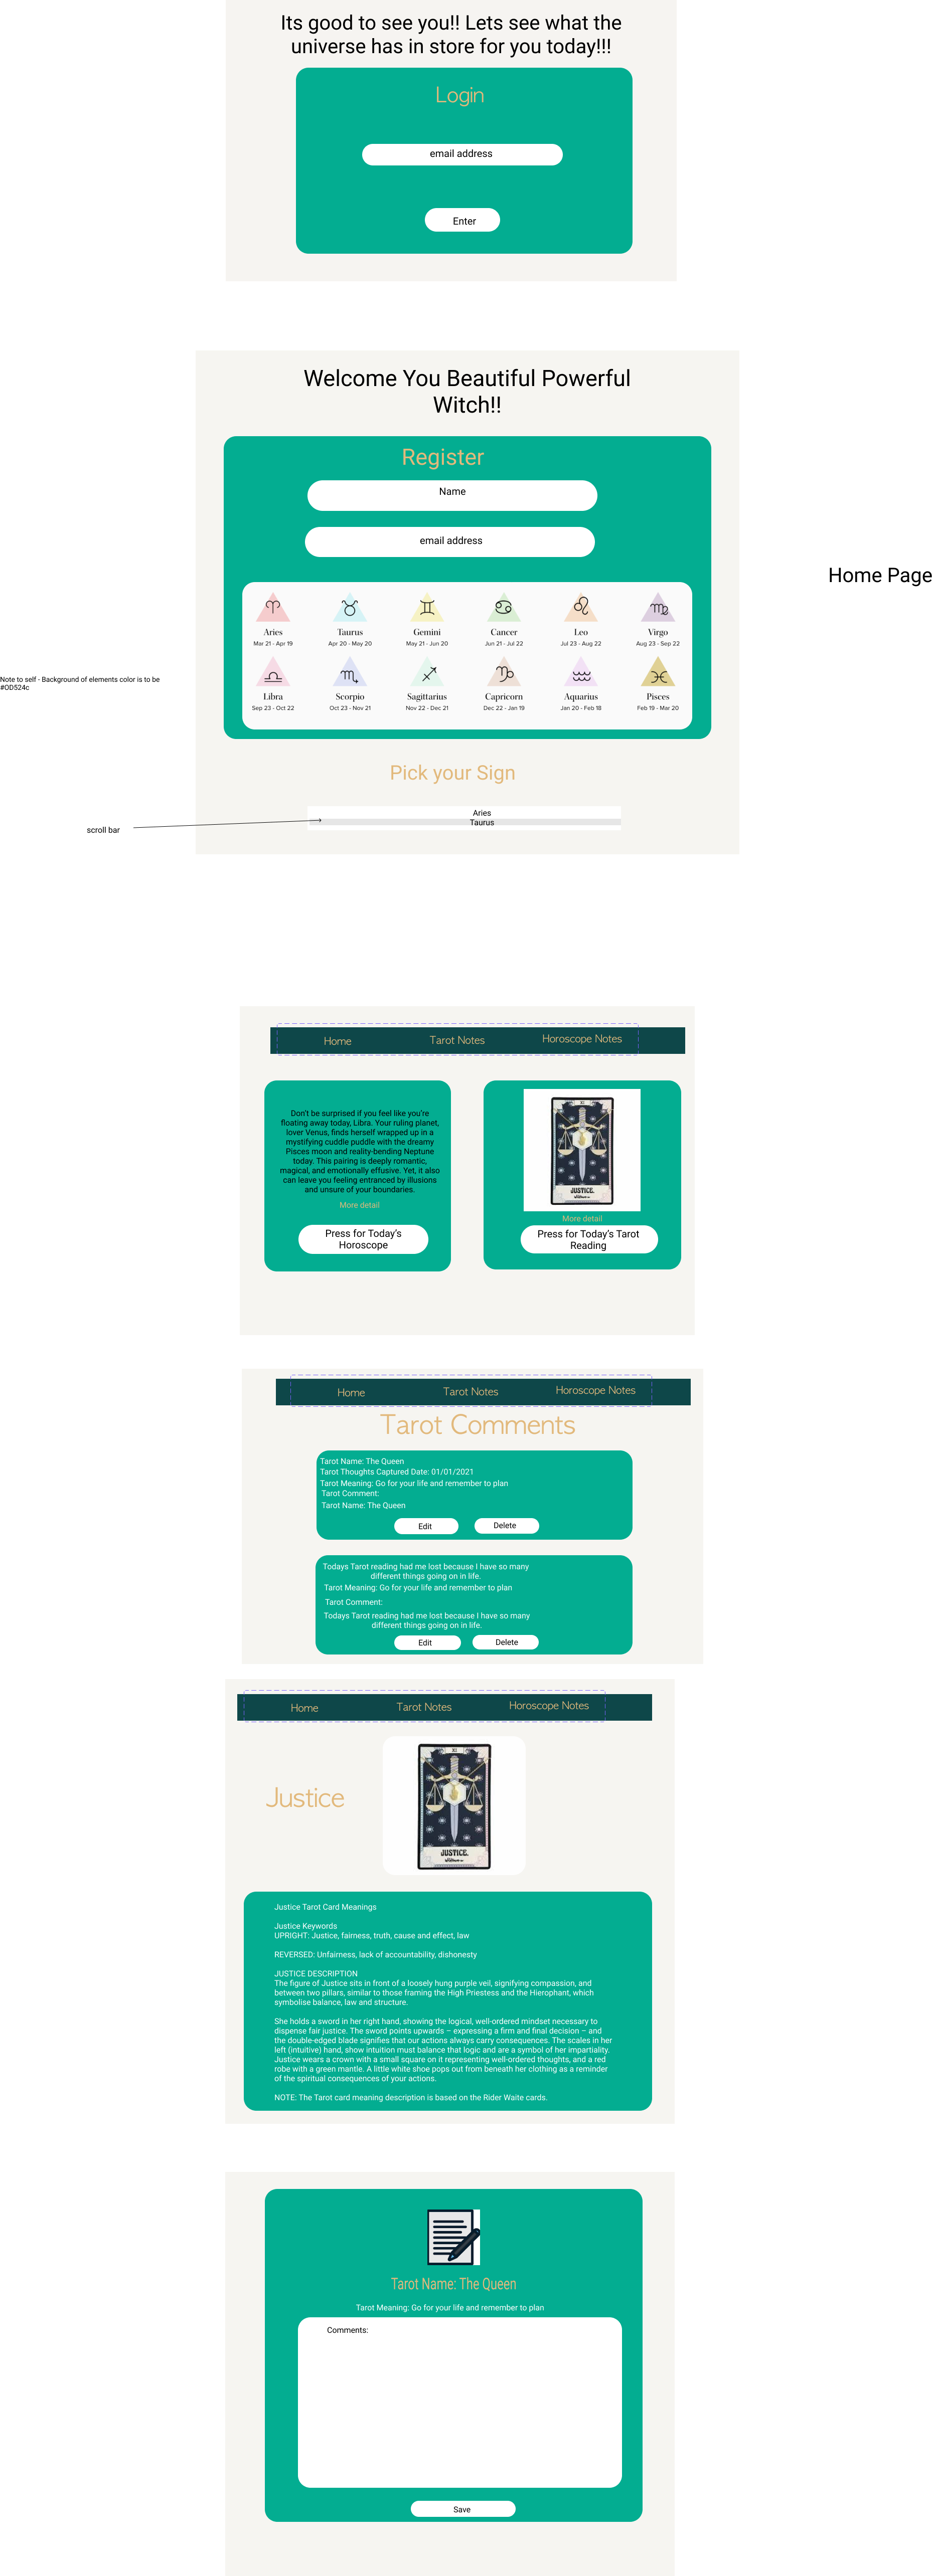 Its good to see you!! Lets see what the
universe has in store for you today!!!
Login
email address
Enter
Welcome You Beautiful Powerful
Witch!!
Register
Name
email address
Home Page
Aries
Taurus
Gemini
Cancer
Leo
Virgo
Mar 21 - Apr 19
Apr 20 - May 20
May 21 - Jun 20
Jun 21 - Jul 22
Jul 23 - Aug 22
Aug 23 - Sep 22
Note to self - Background of elements color is to be
#OD524c
Libra
Scorpio
Sagittarius
Capricorn
Aquarius
Pisces
Sep 23 - Oct 22
Oct 23 - Nov 21
Nov 22 - Dec 21
Dec 22 - Jan 19
Jan 20 - Feb 18
Feb 19 - Mar 20
Pick your Sign
Aries
Taurus
scroll bar
Home
Tarot Notes
Horoscope Notes
Don't be surprised if you feel like you're
floating away today, Libra. Your ruling planet,
lover Venus, finds herself wrapped up in a
mystifying cuddle puddle with the dreamy
Pisces moon and reality-bending Neptune
today. This pairing is deeply romantic,
magical, and emotionally effusive. Yet, it also
can leave you feeling entranced by illusions
and unsure of your boundaries.
More detail
Press for Today's
Horoscope
XI
JUSTICE.
More detail
Press for Today's Tarot
Reading
Home
Tarot Notes
Horoscope Notes
Tarot Comments
Tarot Name: The Queen
Tarot Thoughts Captured Date: 01/01/2021
Tarot Meaning: Go for your life and remember to plan
Tarot Comment:
Tarot Name: The Queen
Edit
Delete
Todays Tarot reading had me lost because I have so many
different things going on in life.
Tarot Meaning: Go for your life and remember to plan
Tarot Comment:
Todays Tarot reading had me lost because I have so many
different things going on in life.
Edit
Delete
Home
Tarot Notes
Horoscope Notes
Justice
XI
JUSTICE.
Justice Tarot Card Meanings
Justice Keywords
UPRIGHT: Justice, fairness, truth, cause and effect, law
REVERSED: Unfairness, lack of accountability, dishonesty
JUSTICE DESCRIPTION
The figure of Justice sits in front of a loosely hung purple veil, signifying compassion, and
between two pillars, similar to those framing the High Priestess and the Hierophant, which
symbolise balance, law and structure.
She holds a sword in her right hand, showing the logical, well-ordered mindset necessary to
dispense fair justice. The sword points upwards – expressing a firm and final decision – and
the double-edged blade signifies that our actions always carry consequences. The scales in her
left (intuitive) hand, show intuition must balance that logic and are a symbol of her impartiality.
Justice wears a crown with a small square on it representing well-ordered thoughts, and a red
robe with a green mantle. A little white shoe pops out from beneath her clothing as a reminder
of the spiritual consequences of your actions.
NOTE: The Tarot card meaning description is based on the Rider Waite cards.
Tarot Name: The Queen
Tarot Meaning: Go for your life and remember to plan
Comments:
Save